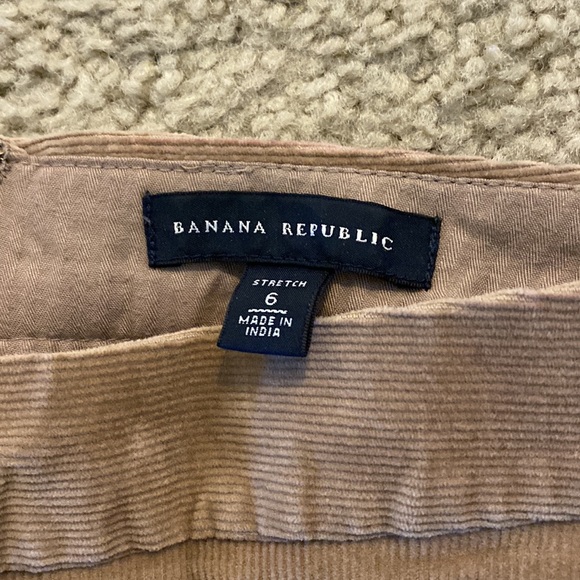 BANANA REPUBLIC
STRETCH
6
MADE IN
INDIA